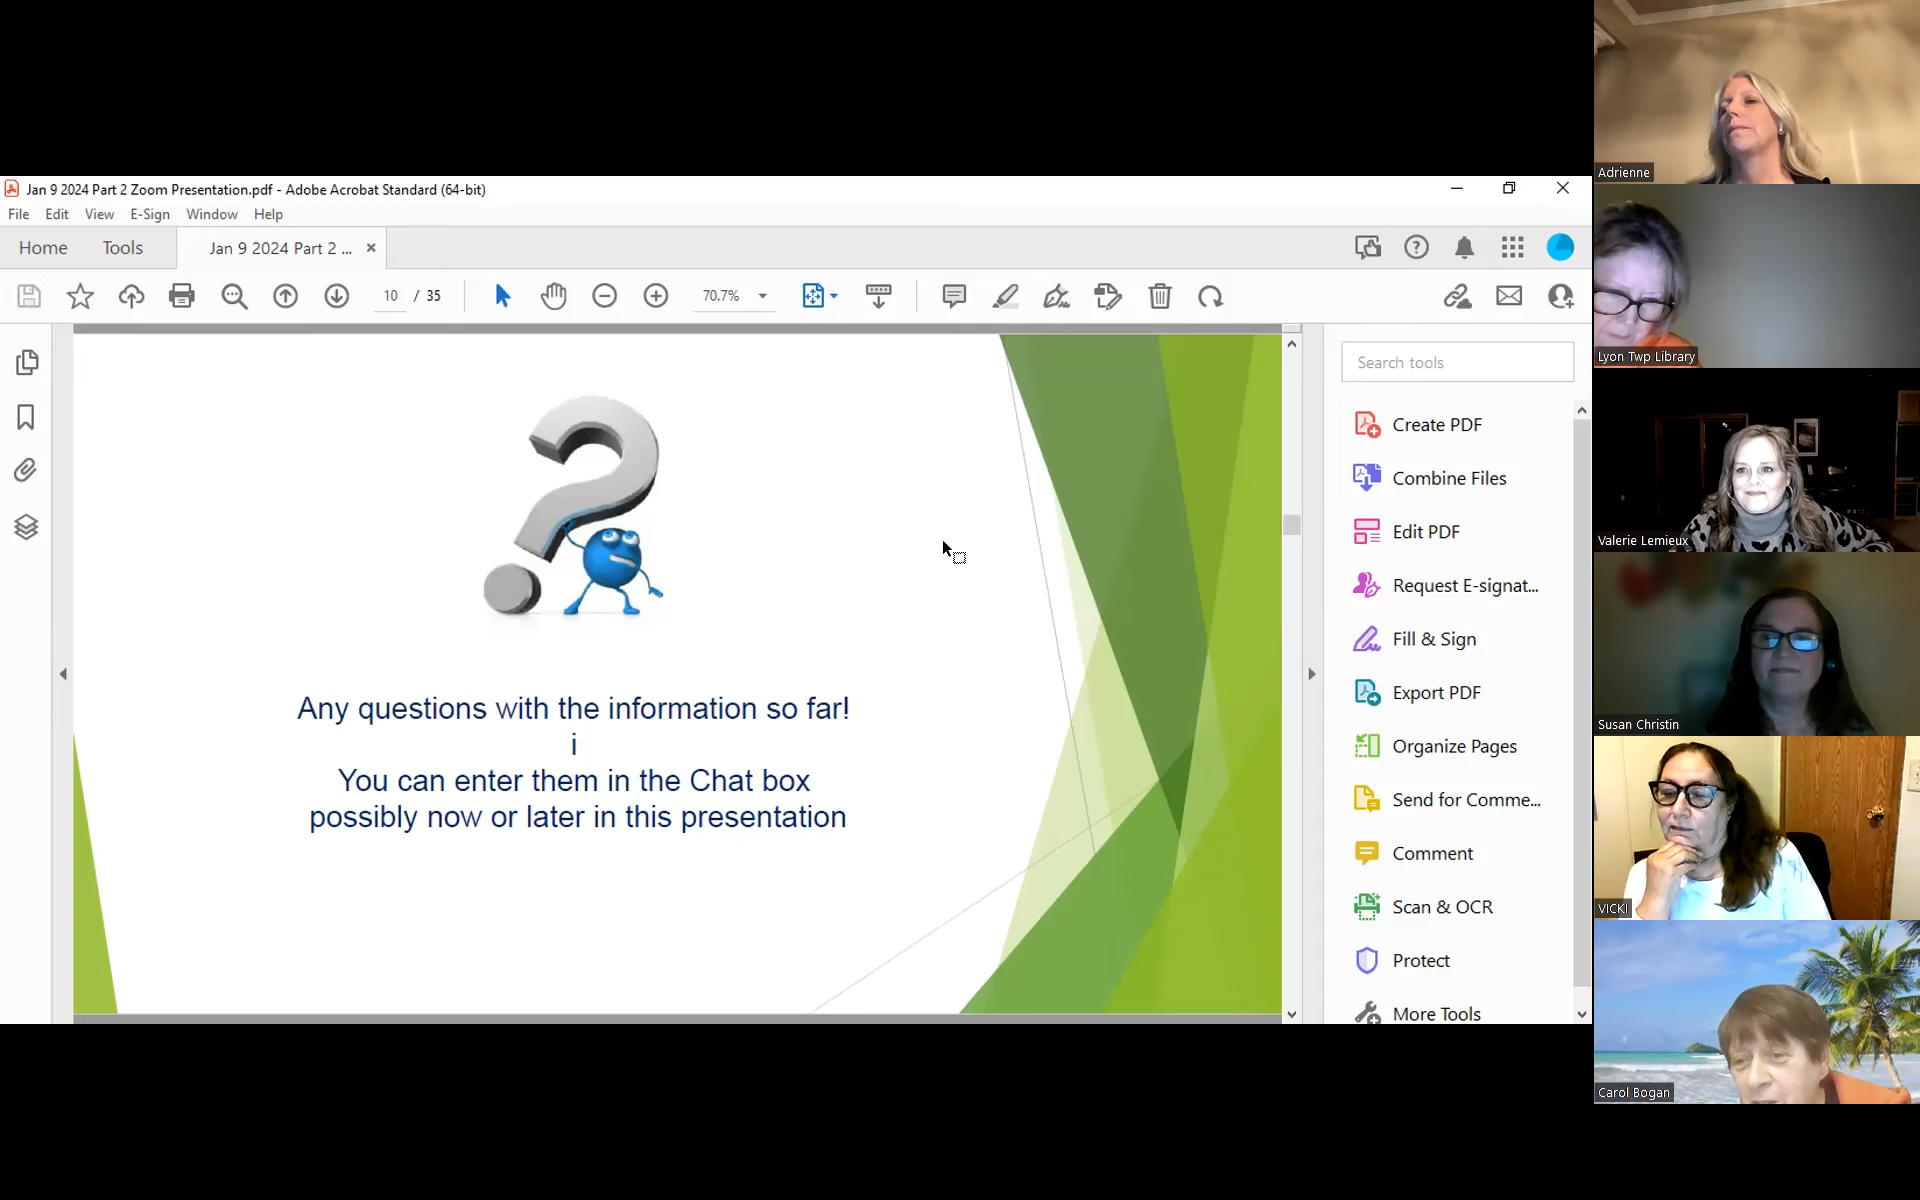 Jan 9 2024 Part 2 Zoom Presentation.pdf - Adobe Acrobat Standard (64-bit)
File Edit View E-Sign Window Help
Home Tools Jan 9 2024 Part 2 ...
10 / 35 70.7%
Any questions with the information so far!
i
You can enter them in the Chat box
possibly now or later in this presentation
Search tools
Create PDF
Combine Files
Edit PDF
Request E-signat...
Fill & Sign
Export PDF
Organize Pages
Send for Comme...
Comment
Scan & OCR
Protect
More Tools
Adrienne
Lyon Twp Library
Valerie Lemieux
Susan Christin
VICKI
Carol Bogan